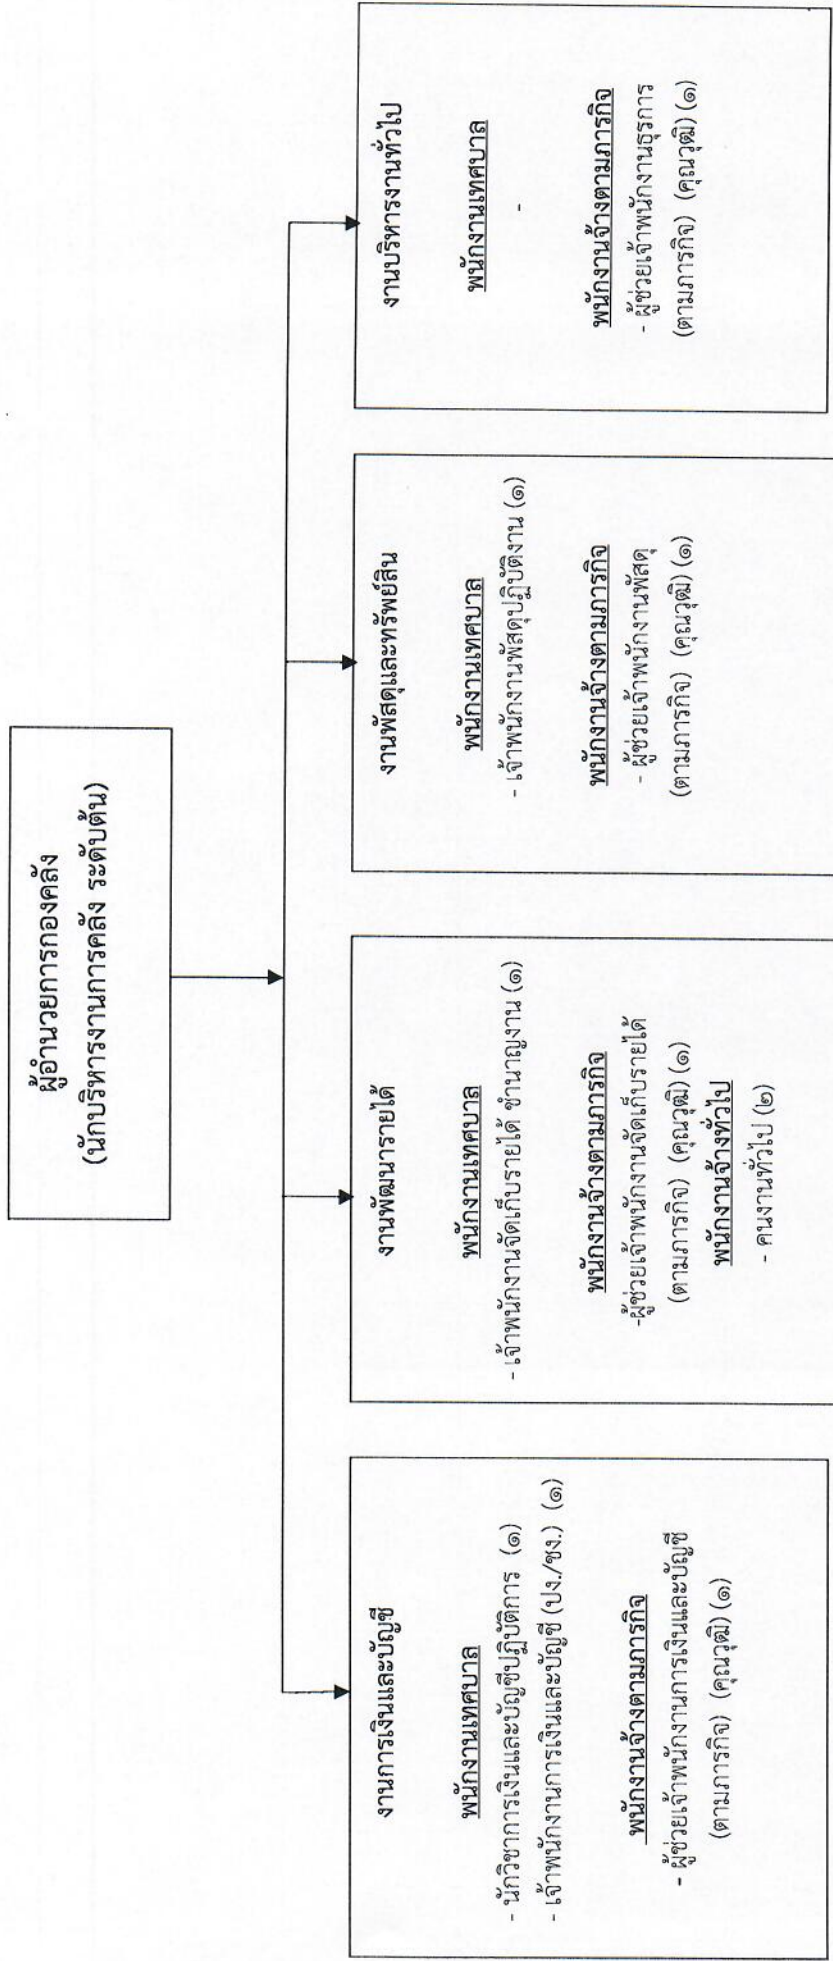 ผู้อำนวยการกองคลัง
(นักบริหารงานการคลัง ระดับต้น)
งานการเงินและบัญชี
พนักงานเทศบาล
- นักวิชาการเงินและบัญชีปฏิบัติการ (๑)
- เจ้าพนักงานการเงินและบัญชี (ปง./ชง.) (๑)
พนักงานจ้างตามภารกิจ
- ผู้ช่วยเจ้าพนักงานการเงินและบัญชี
(ตามภารกิจ) (คุณวุฒิ) (๑)
งานพัฒนารายได้
พนักงานเทศบาล
- เจ้าพนักงานจัดเก็บรายได้ ชำนาญงาน (๑)
พนักงานจ้างตามภารกิจ
-ผู้ช่วยเจ้าพนักงานจัดเก็บรายได้
(ตามภารกิจ) (คุณวุฒิ) (๑)
พนักงานจ้างทั่วไป
- คนงานทั่วไป (๒)
งานพัสดุและทรัพย์สิน
พนักงานเทศบาล
- เจ้าพนักงานพัสดุปฏิบัติงาน (๑)
พนักงานจ้างตามภารกิจ
- ผู้ช่วยเจ้าพนักงานพัสดุ
(ตามภารกิจ) (คุณวุฒิ) (๑)
งานบริหารงานทั่วไป
พนักงานเทศบาล
-
พนักงานจ้างตามภารกิจ
- ผู้ช่วยเจ้าพนักงานธุรการ
(ตามภารกิจ) (คุณวุฒิ) (๑)